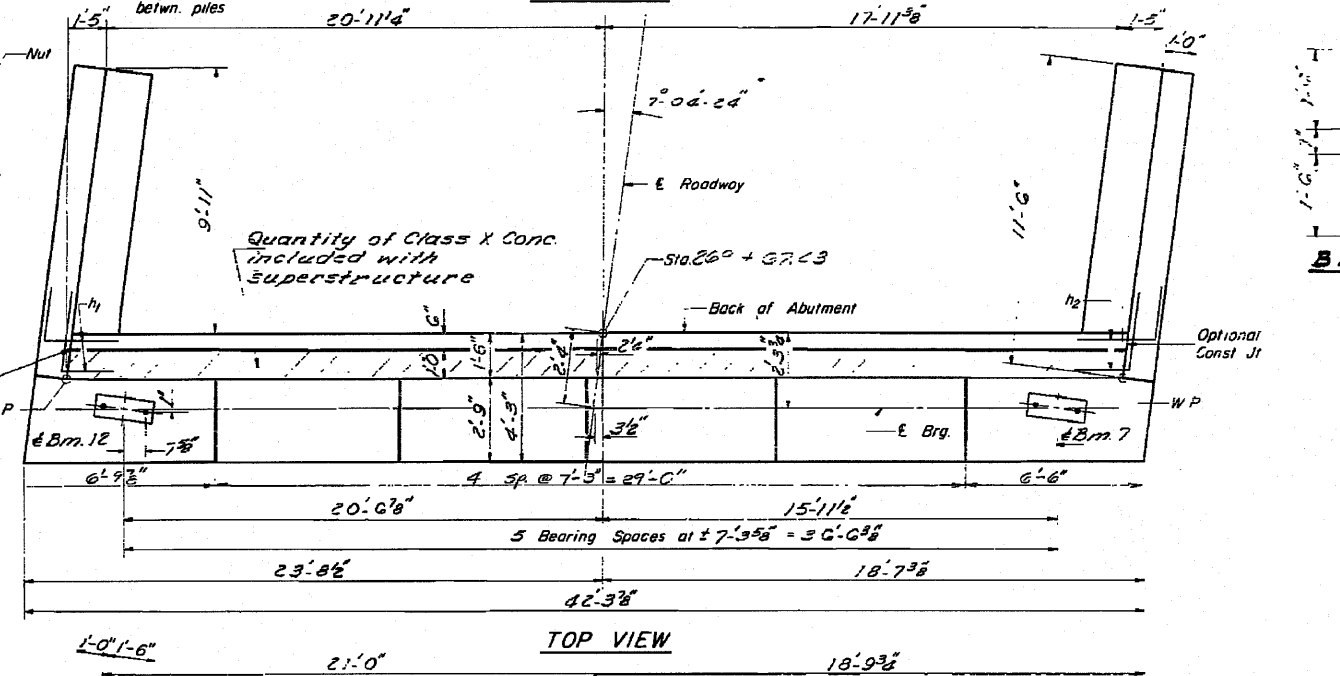 betwn. piles
1'-5"
20'-11¼"
17'-11⅝"
1-5"
1'-0"
Nut
7°-04'-24"
℄ Roadway
9'-11"
11'-6"
1'-6"
7"
Quantity of Class X Conc.
included with
superstructure
B
h₁
6"
Back of Abutment
h₂
Optional
Const Jt
1'-0"
1'-6"
2'-4"
2'-3⅜"
P
W P
1"
2'-9"
4'-3"
℄ Bm. 12
7⅝"
3½"
℄ Brg.
℄ Bm. 7
6'-9⅞"
4 Sp. @ 7'-3" = 29'-0"
6'-6"
20'-6⅞"
15'-11½"
5 Bearing Spaces at ± 7'-3⅝" = 36'-6⅜"
23'-8½"
18'-7⅜"
42'-3⅞"
TOP VIEW
1'-0" 1'-6"
21'-0"
18'-9¾"